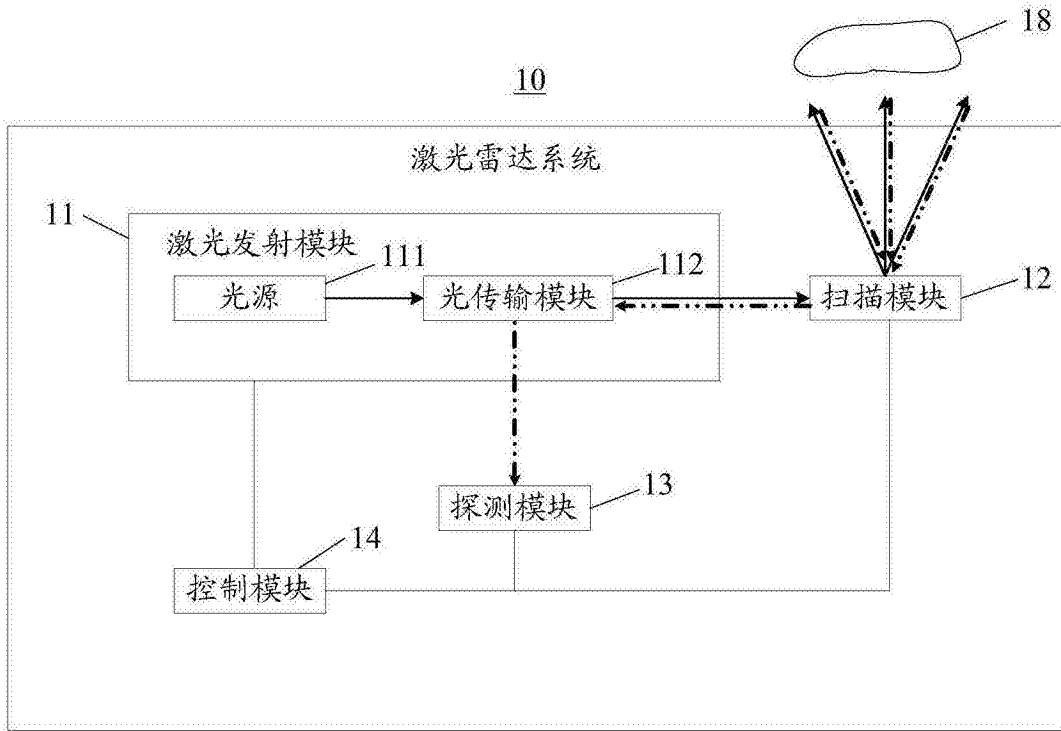 18
10
激光雷达系统
11
激光发射模块
111
112
光源
光传输模块
扫描模块
12
13
探测模块
14
控制模块